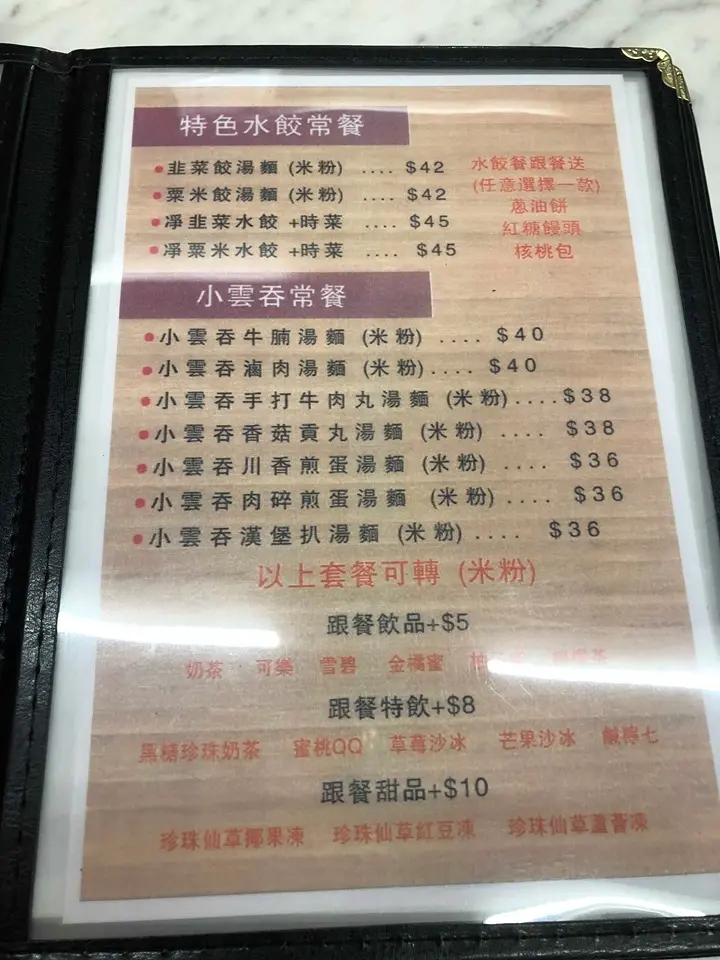 特色水餃常餐
韭菜餃湯麵 (米粉) .... $42
粟米餃湯麵 (米粉) .... $42
凈韭菜水餃 +時菜 .... $45
凈粟米水餃 +時菜 .... $45
水餃餐跟餐送
(任意選擇一款)
蔥油餅
紅糖饅頭
核桃包
小雲吞常餐
小雲吞牛腩湯麵 (米粉) .... $40
小雲吞滷肉湯麵 (米粉).... $40
小雲吞手打牛肉丸湯麵 (米粉)....$38
小雲吞香菇貢丸湯麵 (米粉) .... $38
小雲吞川香煎蛋湯麵 (米粉) .... $36
小雲吞肉碎煎蛋湯麵 (米粉) .... $36
小雲吞漢堡扒湯麵 (米粉) .... $36
以上套餐可轉 (米粉)
跟餐飲品+$5
奶茶 可樂 雪碧 金橘蜜
跟餐特飲+$8
黑糖珍珠奶茶 蜜桃QQ 草莓沙冰 芒果沙冰 鹹檸七
跟餐甜品+$10
珍珠仙草椰果凍 珍珠仙草紅豆凍 珍珠仙草蘆薈凍